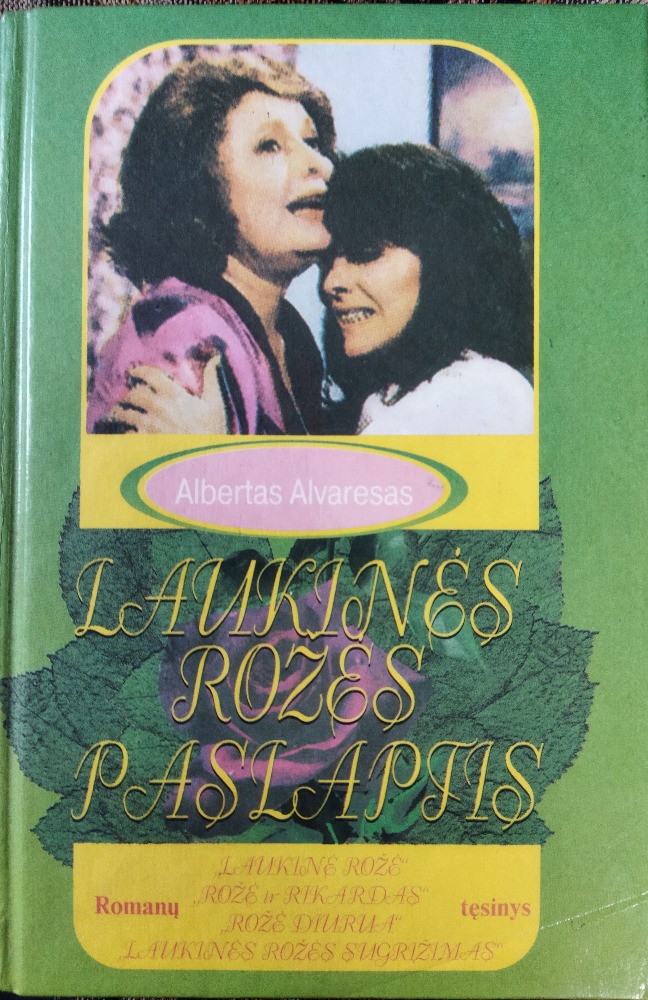 Albertas Alvaresas
LAUKINĖS
ROŽĖS
PASLAPTIS
„LAUKINĖ ROŽĖ“
„ROŽĖ ir RIKARDAS“
Romanų tęsinys
„ROŽĖ DIURUA“
„LAUKINĖS ROŽĖS SUGRĮŽIMAS“